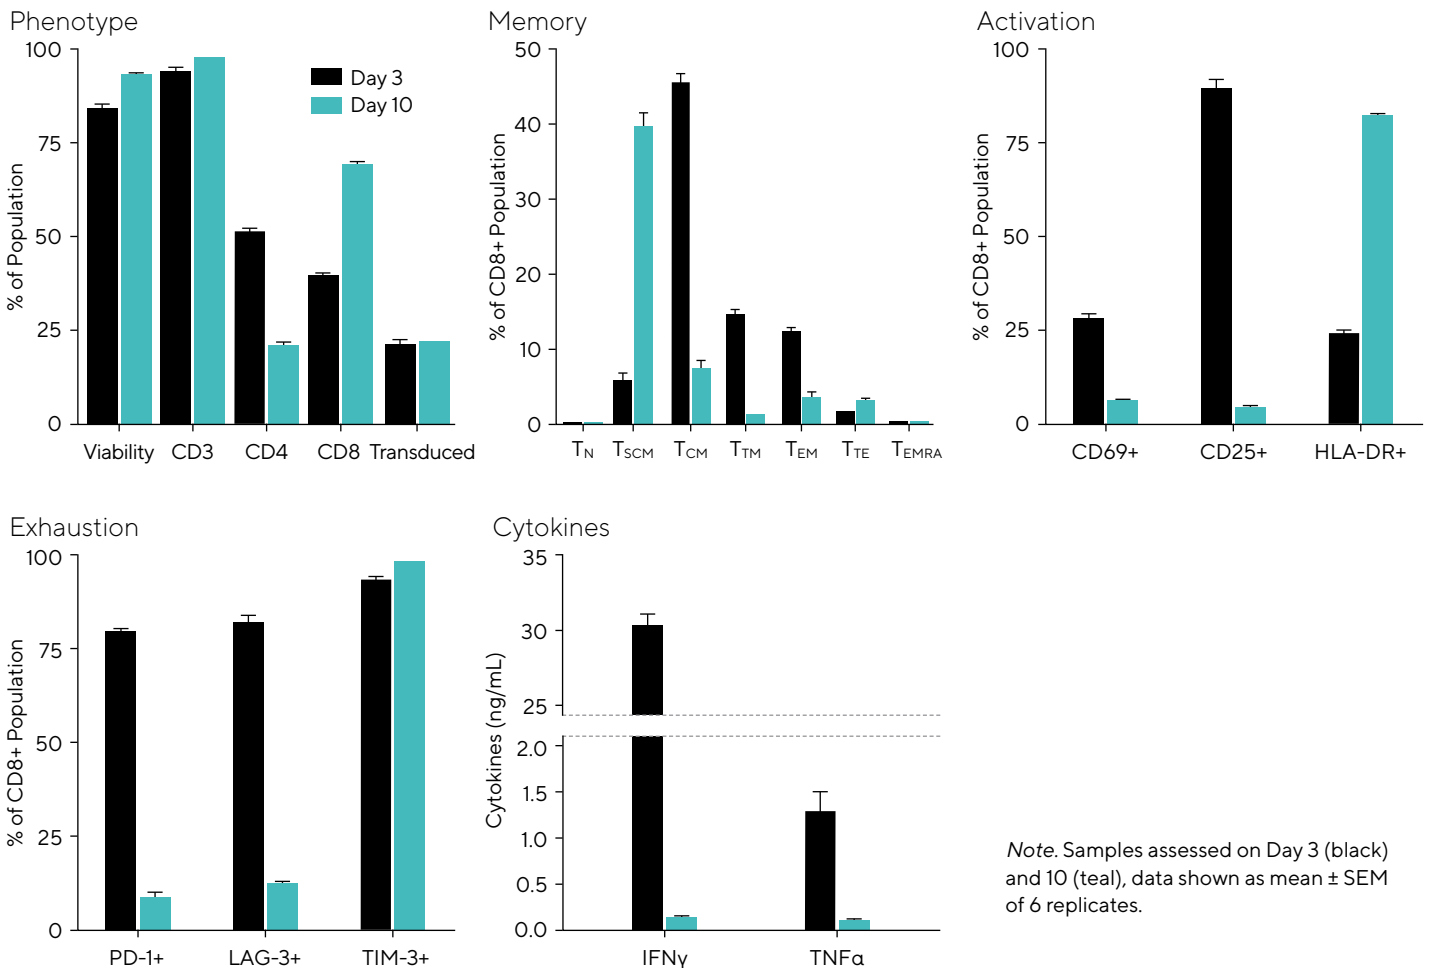 Phenotype
% of Population
100
75
50
25
0
Day 3
Day 10
Viability CD3 CD4 CD8 Transduced
Memory
% of CD8+ Population
50
40
30
20
10
0
TN TSCM TCM TTM TEM TTE TEMRA
Activation
% of CD8+ Population
100
75
50
25
0
CD69+ CD25+ HLA-DR+
Exhaustion
% of CD8+ Population
100
75
50
25
0
PD-1+ LAG-3+ TIM-3+
Cytokines
Cytokines (ng/mL)
35
30
25
2.0
1.5
1.0
0.5
0.0
IFNγ TNFα
Note. Samples assessed on Day 3 (black)
and 10 (teal), data shown as mean ± SEM
of 6 replicates.